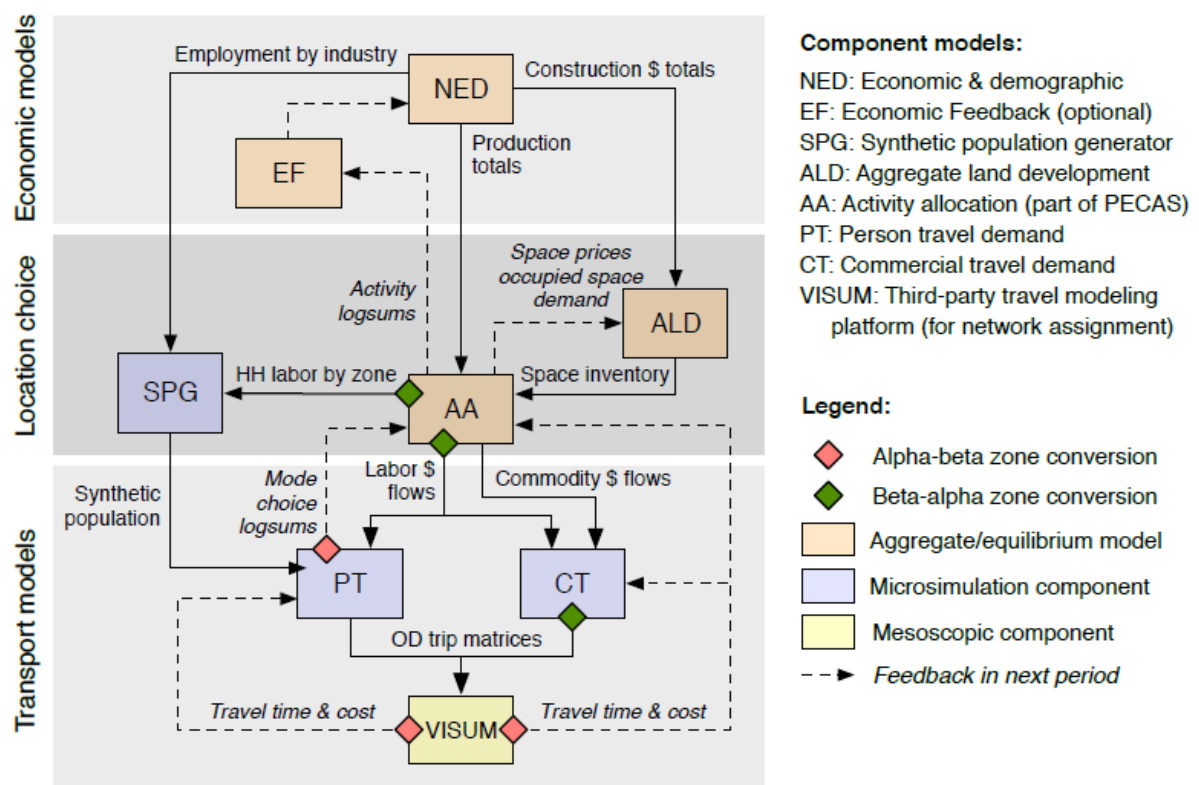 Economic models
Employment by industry
NED
Construction $ totals
EF
Production
totals
Location choice
Activity
logsums
Space prices
occupied space
demand
ALD
SPG
HH labor by zone
AA
Space inventory
Transport models
Synthetic
population
Mode
choice
logsums
Labor $
flows
Commodity $ flows
PT
CT
OD trip matrices
Travel time & cost
VISUM
Travel time & cost
Component models:
NED: Economic & demographic
EF: Economic Feedback (optional)
SPG: Synthetic population generator
ALD: Aggregate land development
AA: Activity allocation (part of PECAS)
PT: Person travel demand
CT: Commercial travel demand
VISUM: Third-party travel modeling
platform (for network assignment)
Legend:
Alpha-beta zone conversion
Beta-alpha zone conversion
Aggregate/equilibrium model
Microsimulation component
Mesoscopic component
Feedback in next period